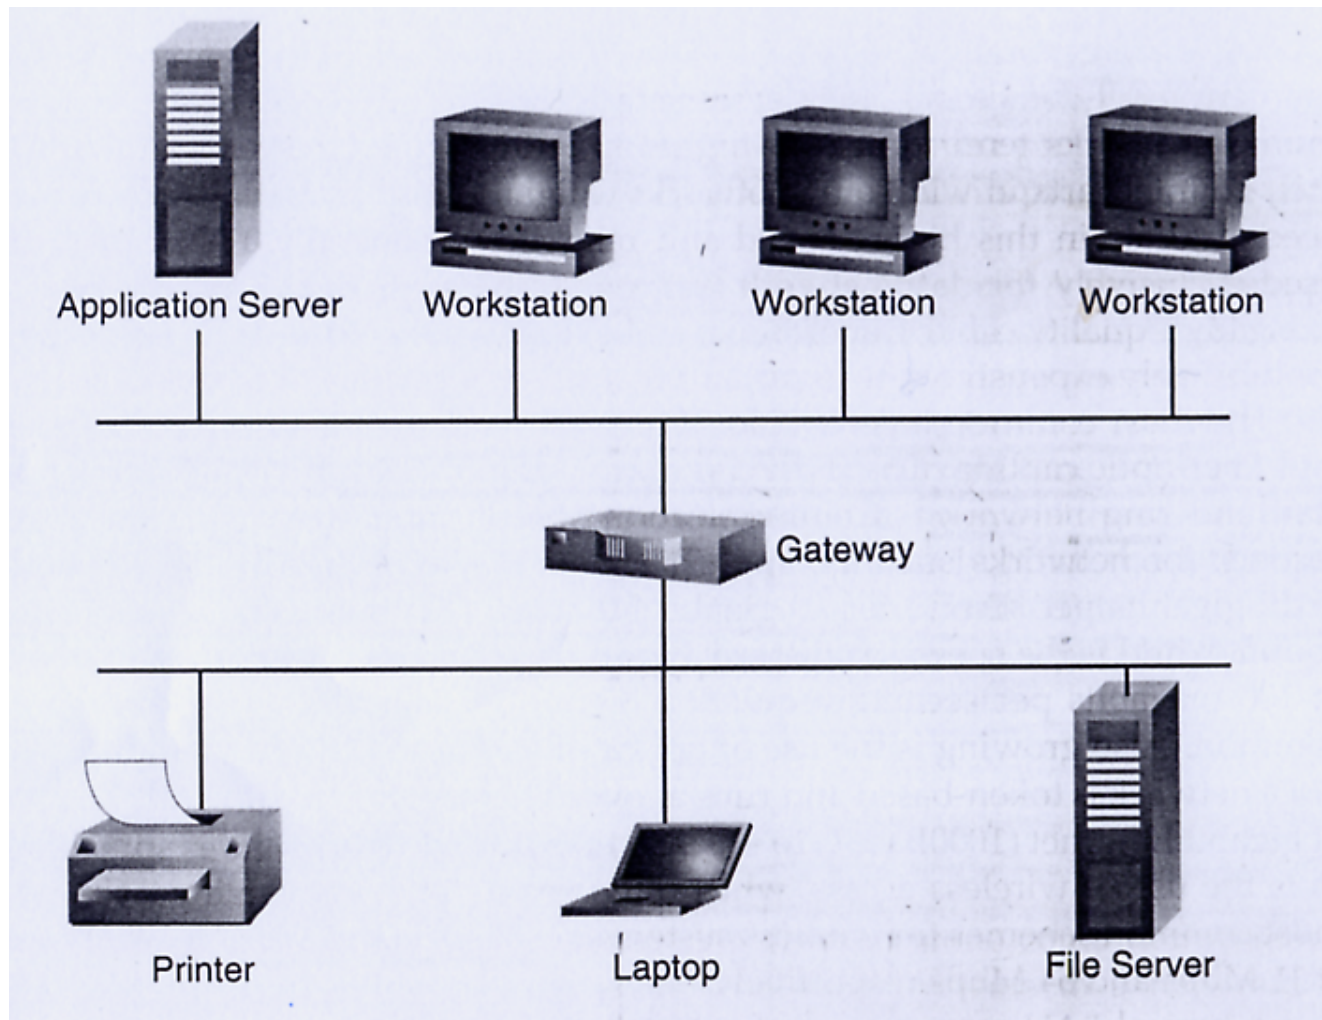 Application Server
Workstation
Workstation
Workstation
Gateway
Printer
Laptop
File Server